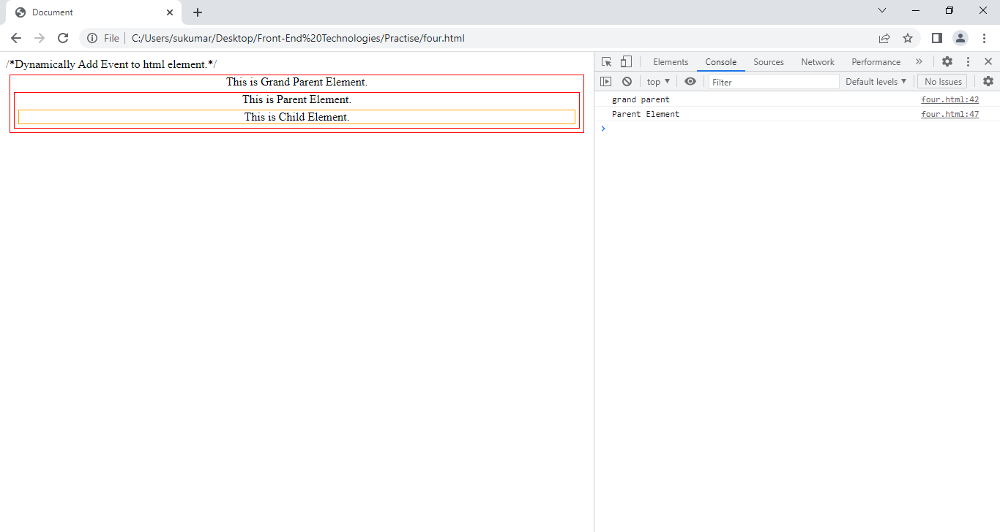 Document
File C:/Users/sukumar/Desktop/Front-End%20Technologies/Practise/four.html
/*Dynamically Add Event to html element.*/
This is Grand Parent Element.
This is Parent Element.
This is Child Element.
Elements Console Sources Network Performance
top Filter Default levels No Issues
grand parent four.html:42
Parent Element four.html:47